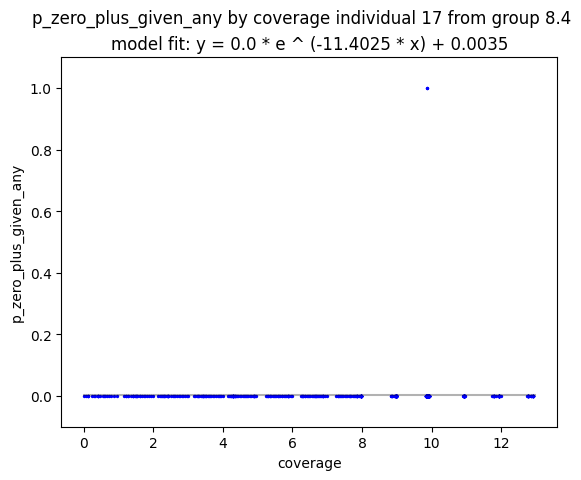 p_zero_plus_given_any by coverage individual 17 from group 8.4
model fit: y = 0.0 * e ^ (-11.4025 * x) + 0.0035
1.0
0.8
0.6
0.4
0.2
0.0
p_zero_plus_given_any
0 2 4 6 8 10 12
coverage